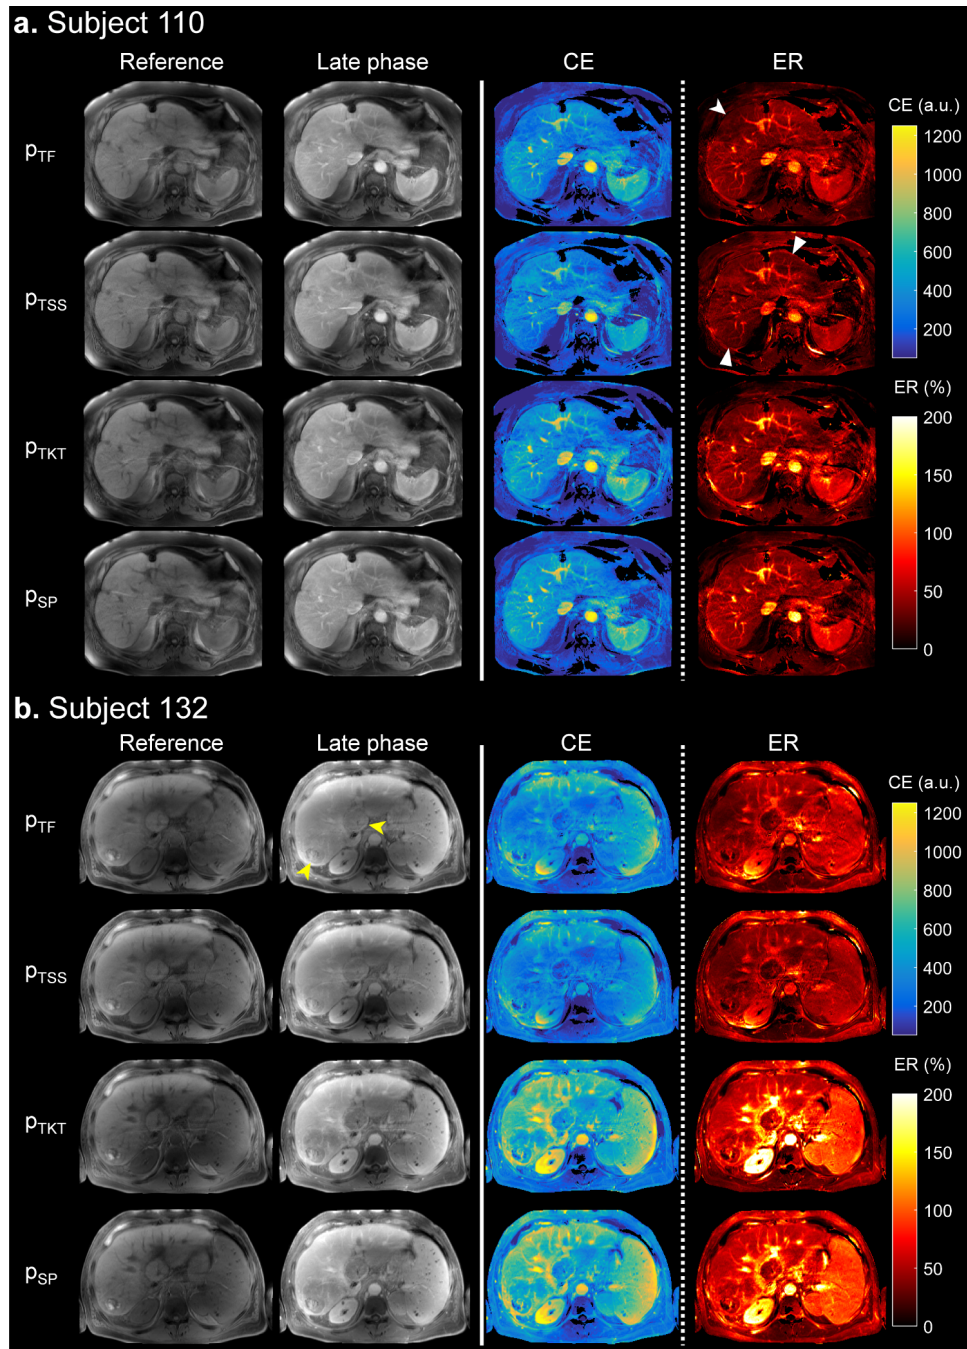 a. Subject 110
Reference Late phase CE ER
CE (a.u.)
pTF
1200
1000
800
600
400
200
pTSS
ER (%)
pTKT
200
150
100
50
0
pSP
b. Subject 132
Reference Late phase CE ER
CE (a.u.)
pTF
1200
1000
800
600
400
200
pTSS
ER (%)
pTKT
200
150
100
50
0
pSP